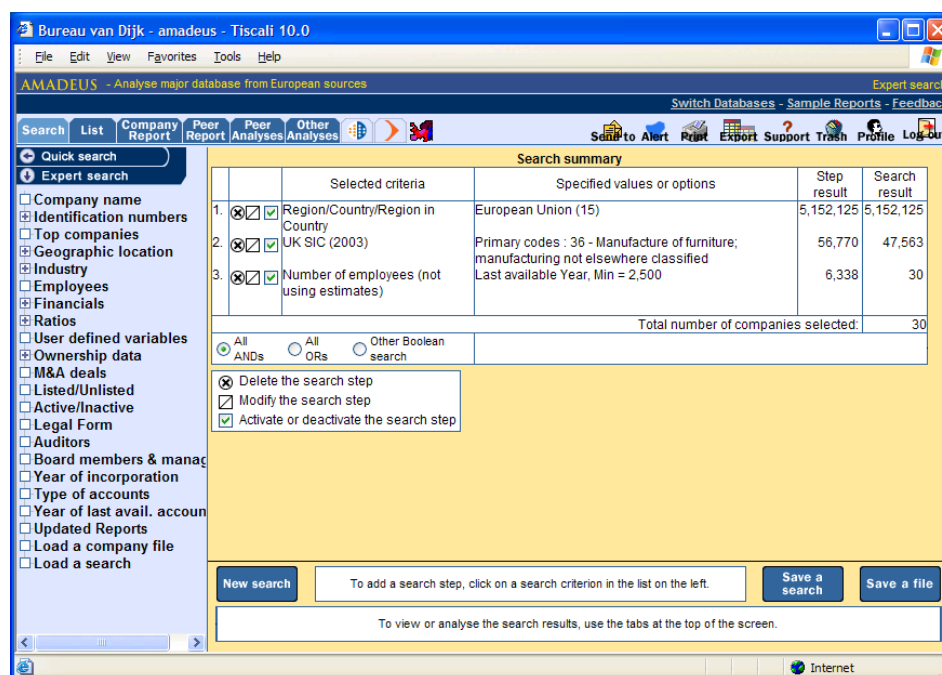 Bureau van Dijk - amadeus - Tiscali 10.0
File Edit View Favorites Tools Help
AMADEUS - Analyse major database from European sources
Expert search
Switch Databases - Sample Reports - Feedbac
Search List Company Report Peer Report Peer Analyses Other Analyses
Send to Alert Print Export Support Trash Profile Log out
Quick search
Expert search
Company name
Identification numbers
Top companies
Geographic location
Industry
Employees
Financials
Ratios
User defined variables
Ownership data
M&A deals
Listed/Unlisted
Active/Inactive
Legal Form
Auditors
Board members & manag
Year of incorporation
Type of accounts
Year of last avail. accoun
Updated Reports
Load a company file
Load a search
Search summary
Selected criteria Specified values or options Step result Search result
1. Region/Country/Region in Country European Union (15) 5,152,125 5,152,125
2. UK SIC (2003) Primary codes : 36 - Manufacture of furniture; manufacturing not elsewhere classified 56,770 47,563
3. Number of employees (not using estimates) Last available Year, Min = 2,500 6,338 30
Total number of companies selected: 30
All ANDs All ORs Other Boolean search
Delete the search step
Modify the search step
Activate or deactivate the search step
New search
To add a search step, click on a search criterion in the list on the left.
Save a search
Save a file
To view or analyse the search results, use the tabs at the top of the screen.
Internet